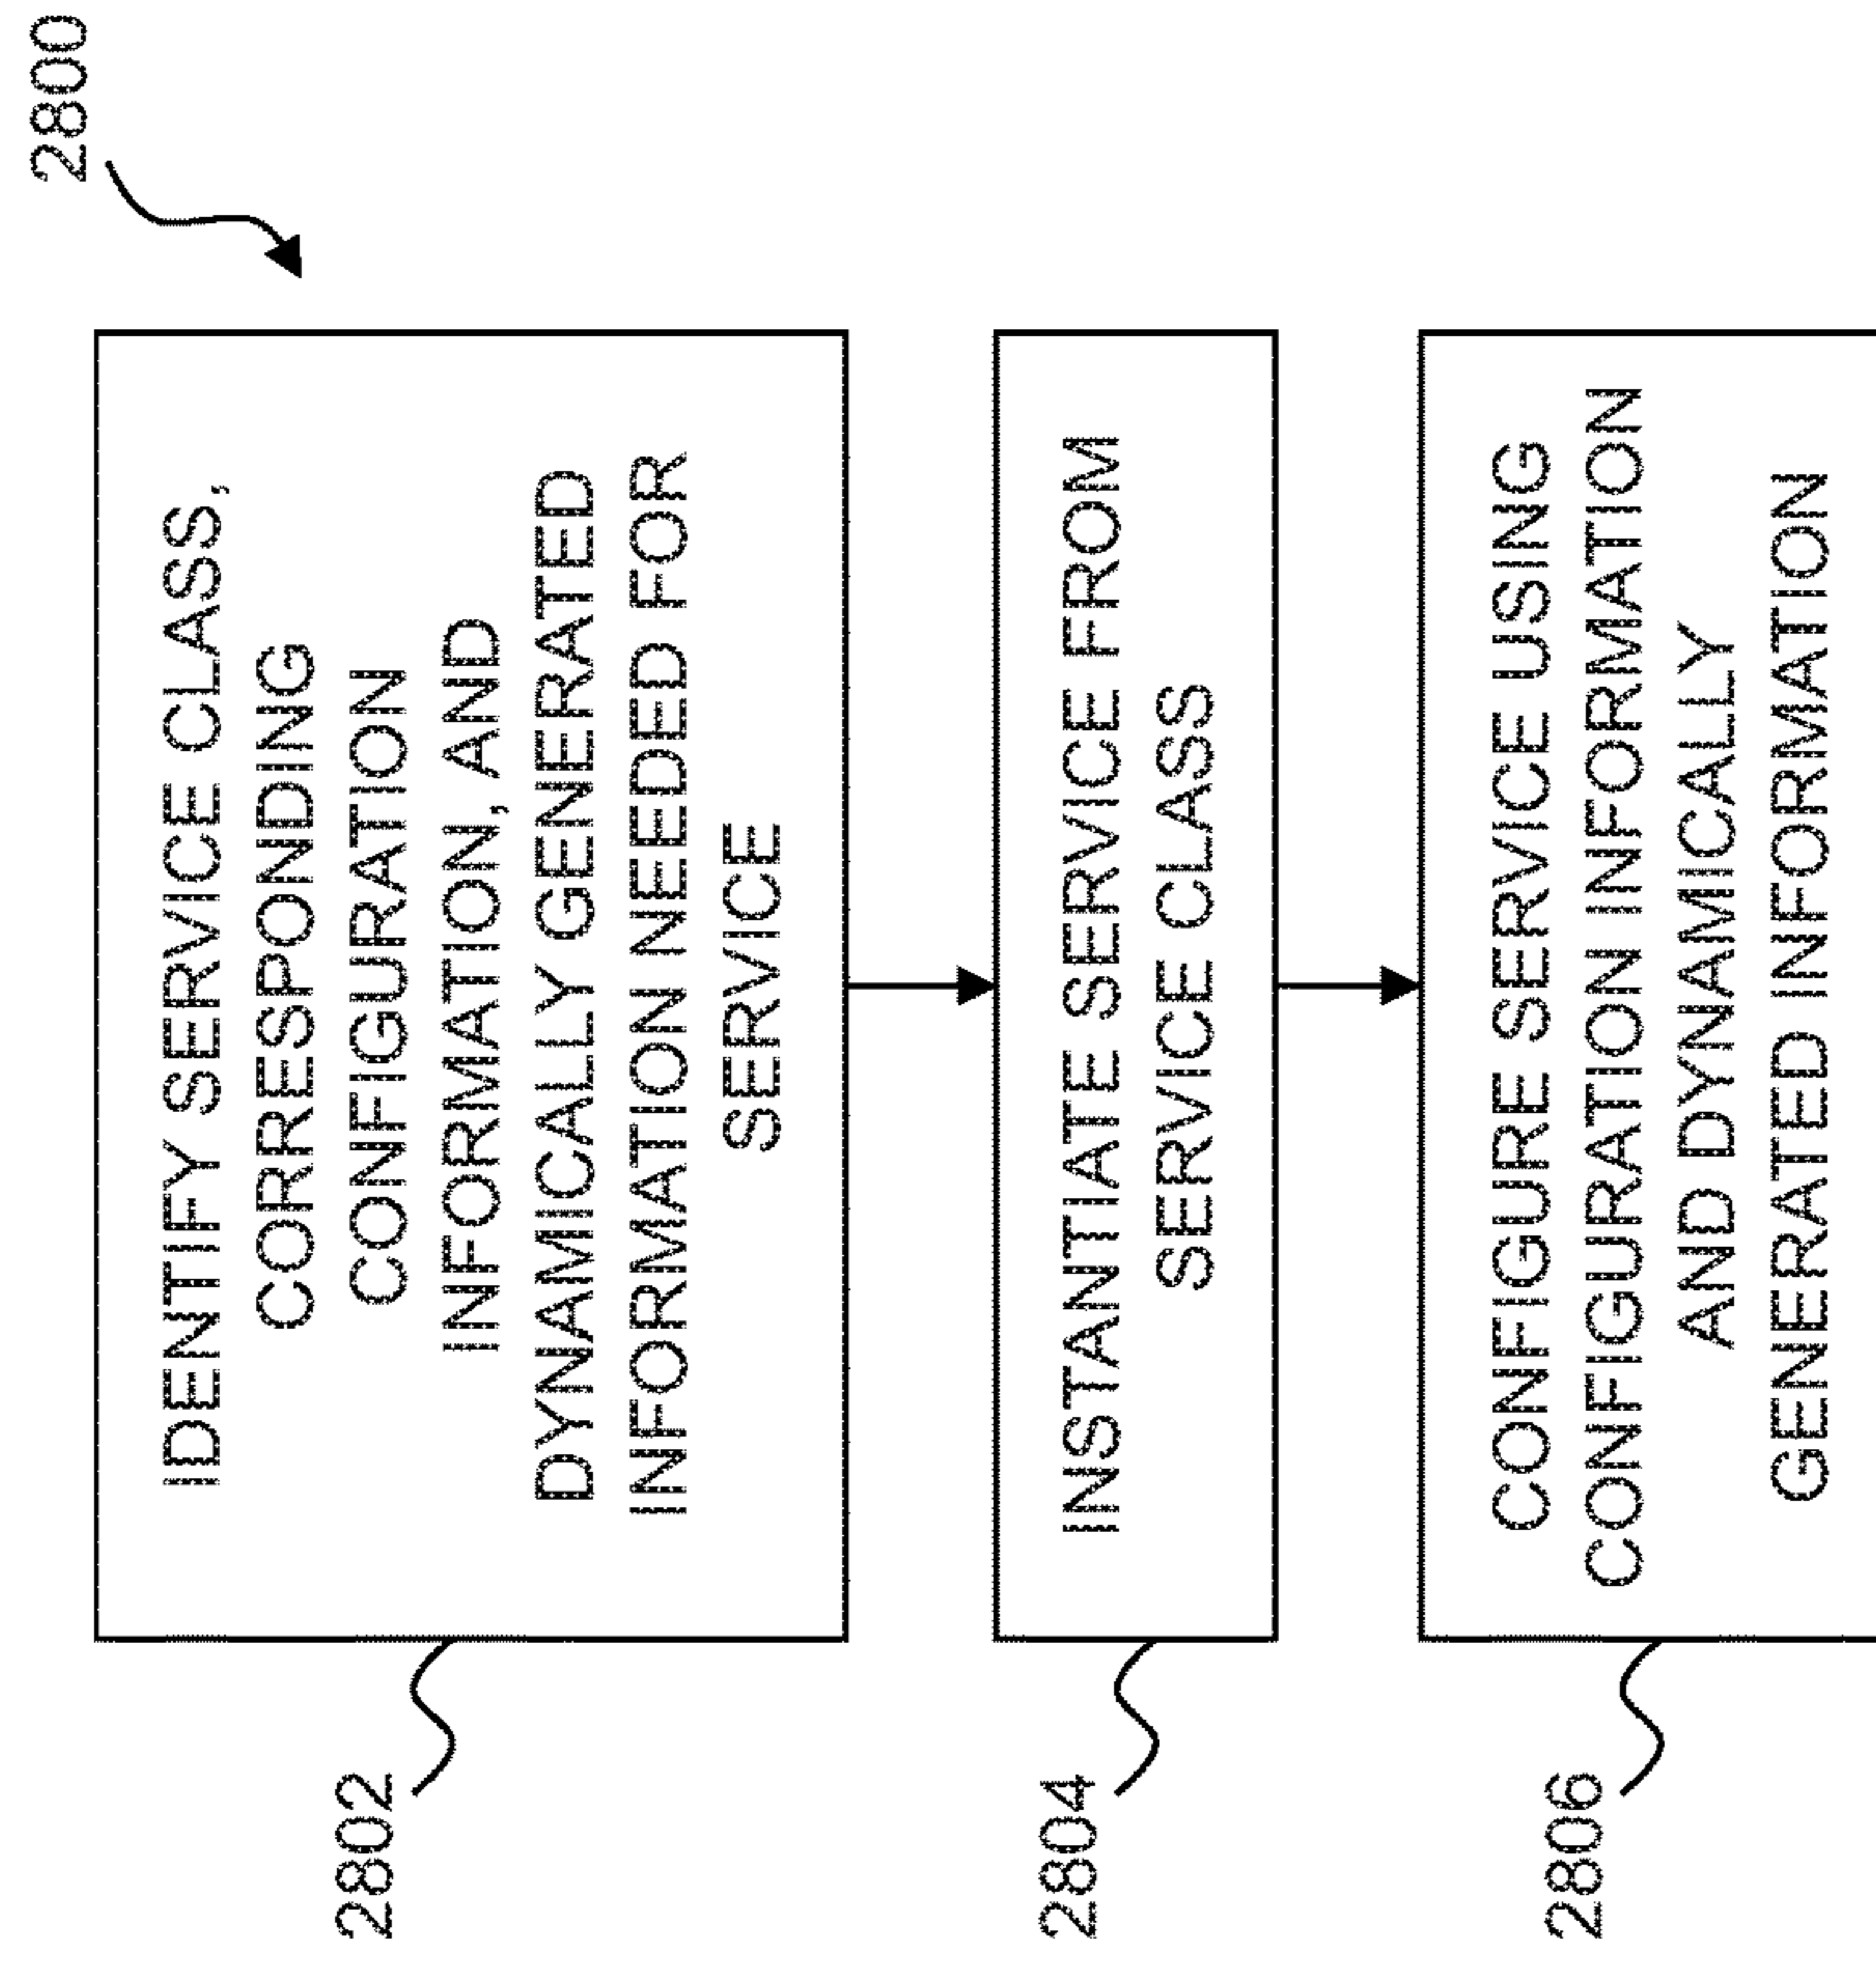 2800
IDENTIFY SERVICE CLASS,
CORRESPONDING
CONFIGURATION
INFORMATION, AND
DYNAMICALLY GENERATED
INFORMATION NEEDED FOR
SERVICE
2802
INSTANTIATE SERVICE FROM
SERVICE CLASS
2804
CONFIGURE SERVICE USING
CONFIGURATION INFORMATION
AND DYNAMICALLY
GENERATED INFORMATION
2806